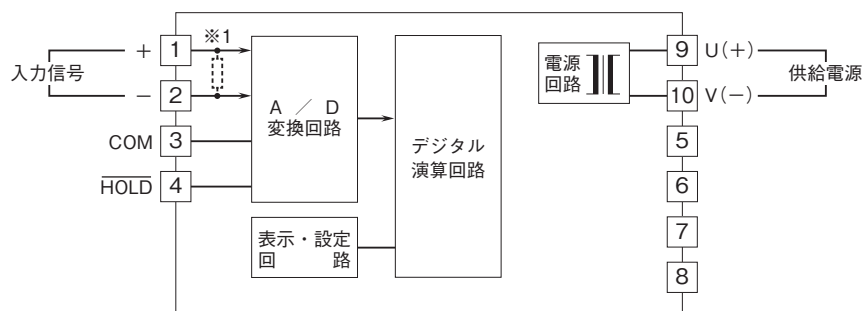 ※1
+ 1
入力信号
− 2
COM 3
HOLD 4
A ／ D
変換回路
デジタル
演算回路
表示・設定
回 路
電源
回路
9 U(+)
供給電源
10 V(−)
5
6
7
8